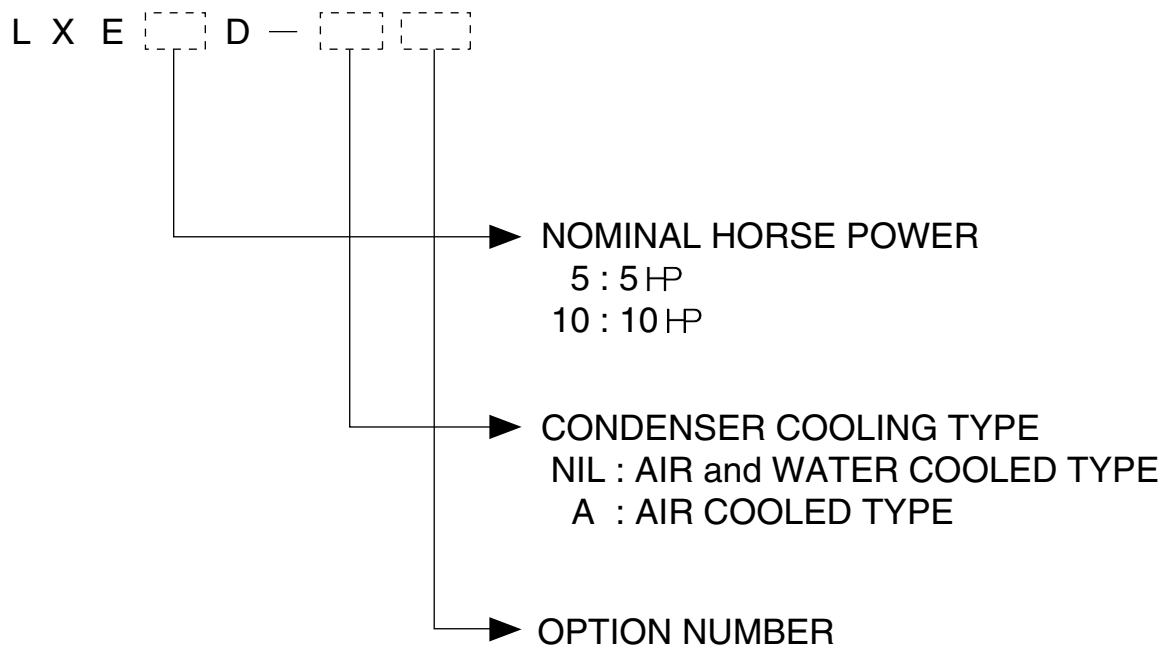 L X E D —
NOMINAL HORSE POWER
5 : 5 HP
10 : 10 HP
CONDENSER COOLING TYPE
NIL : AIR and WATER COOLED TYPE
A : AIR COOLED TYPE
OPTION NUMBER